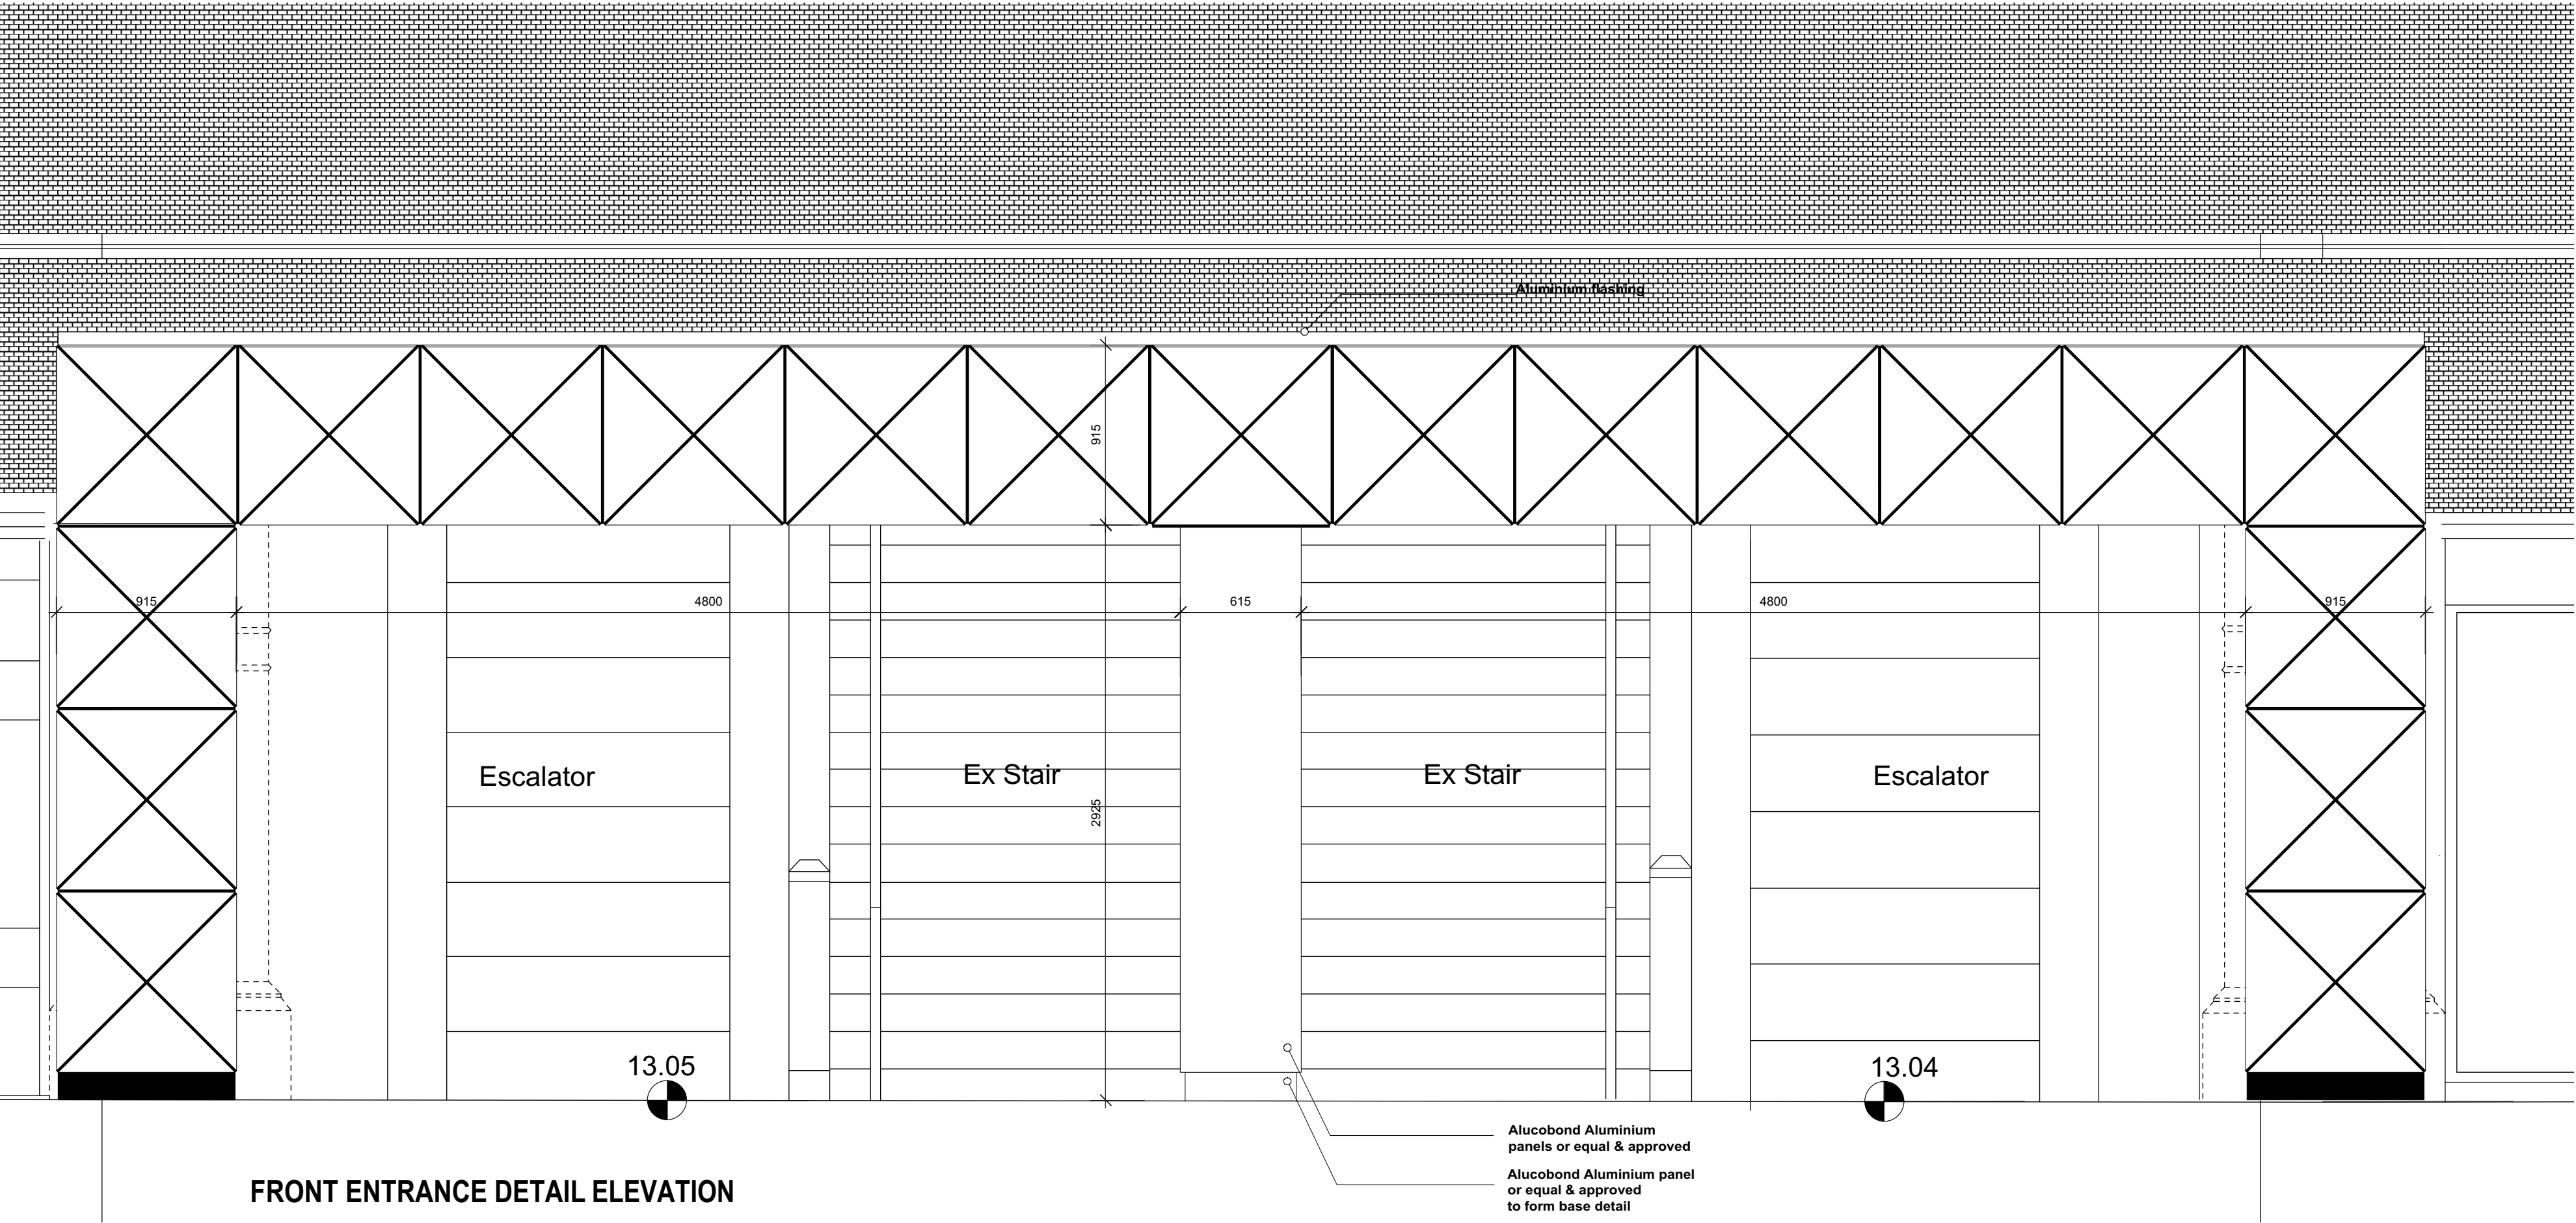 Aluminium flashing
915
915
4800
615
4800
915
Escalator
Ex Stair
Ex Stair
Escalator
2925
13.05
13.04
Alucobond Aluminium
panels or equal & approved
Alucobond Aluminium panel
or equal & approved
to form base detail
FRONT ENTRANCE DETAIL ELEVATION